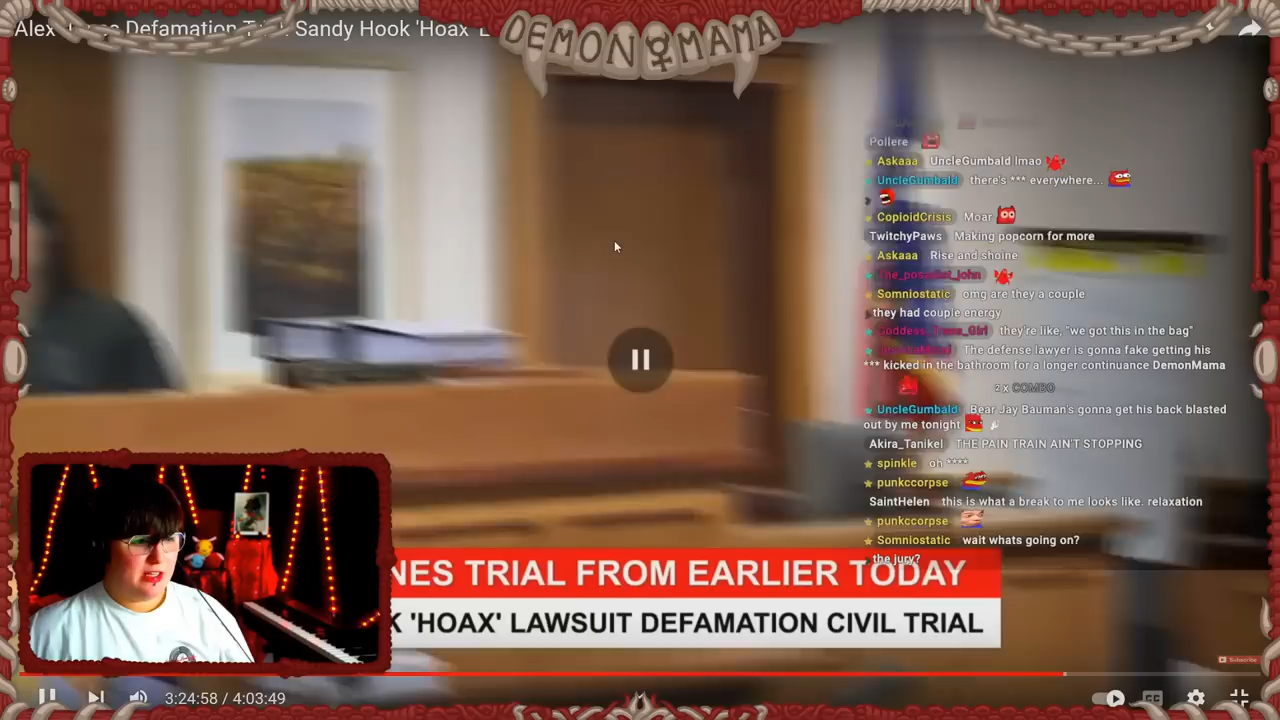 DEMON MAMA
Defamation Sandy Hook 'Hoax'
Pollere
Askaaa UncleGumbald lmao
UncleGumbald there's *** everywhere...
CopioidCrisis Moar
TwitchyPaws Making popcorn for more
Askaaa Rise and shoine
The_posadist_john
Somniostatic omg are they a couple
they had couple energy
Goddess_Trans_Girl they're like, "we got this in the bag"
The defense lawyer is gonna fake getting his
*** kicked in the bathroom for a longer continuance DemonMama
2 x COMBO
UncleGumbald Bear Jay Bauman's gonna get his back blasted
out by me tonight
Akira_Tanikel THE PAIN TRAIN AIN'T STOPPING
spinkle oh ****
punkccorpse
SaintHelen this is what a break to me looks like. relaxation
punkccorpse
Somniostatic wait whats going on?
the jury?
NES TRIAL FROM EARLIER TODAY
K 'HOAX' LAWSUIT DEFAMATION CIVIL TRIAL
Subscribe
3:24:58 / 4:03:49
CC